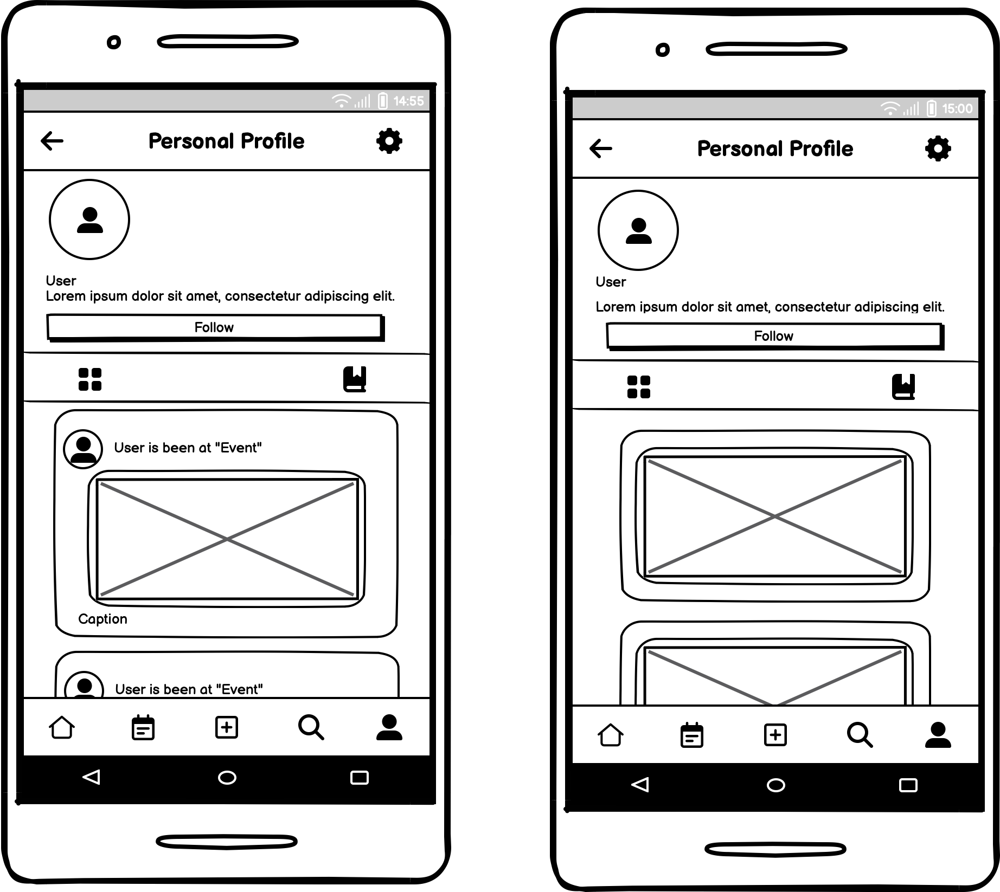 14:55
Personal Profile
User
Lorem ipsum dolor sit amet, consectetur adipiscing elit.
Follow
User is been at "Event"
Caption
User is been at "Event"
15:00
Personal Profile
User
Lorem ipsum dolor sit amet, consectetur adipiscing elit.
Follow